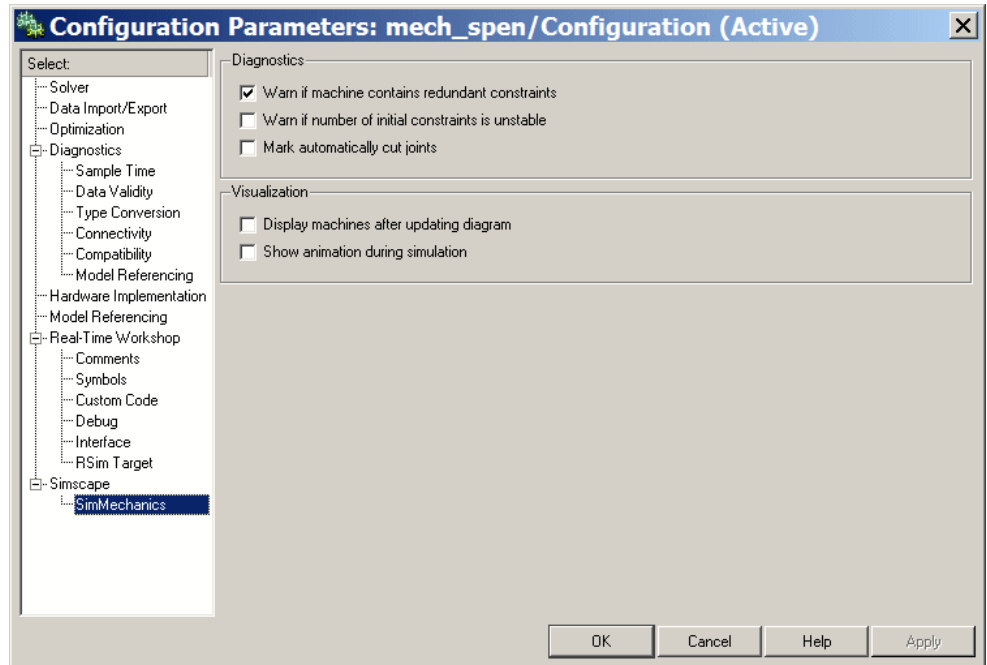 Configuration Parameters: mech_spen/Configuration (Active)
Select:
Solver
Data Import/Export
Optimization
Diagnostics
Sample Time
Data Validity
Type Conversion
Connectivity
Compatibility
Model Referencing
Hardware Implementation
Model Referencing
Real-Time Workshop
Comments
Symbols
Custom Code
Debug
Interface
RSim Target
Simscape
SimMechanics
Diagnostics
Warn if machine contains redundant constraints
Warn if number of initial constraints is unstable
Mark automatically cut joints
Visualization
Display machines after updating diagram
Show animation during simulation
OK
Cancel
Help
Apply